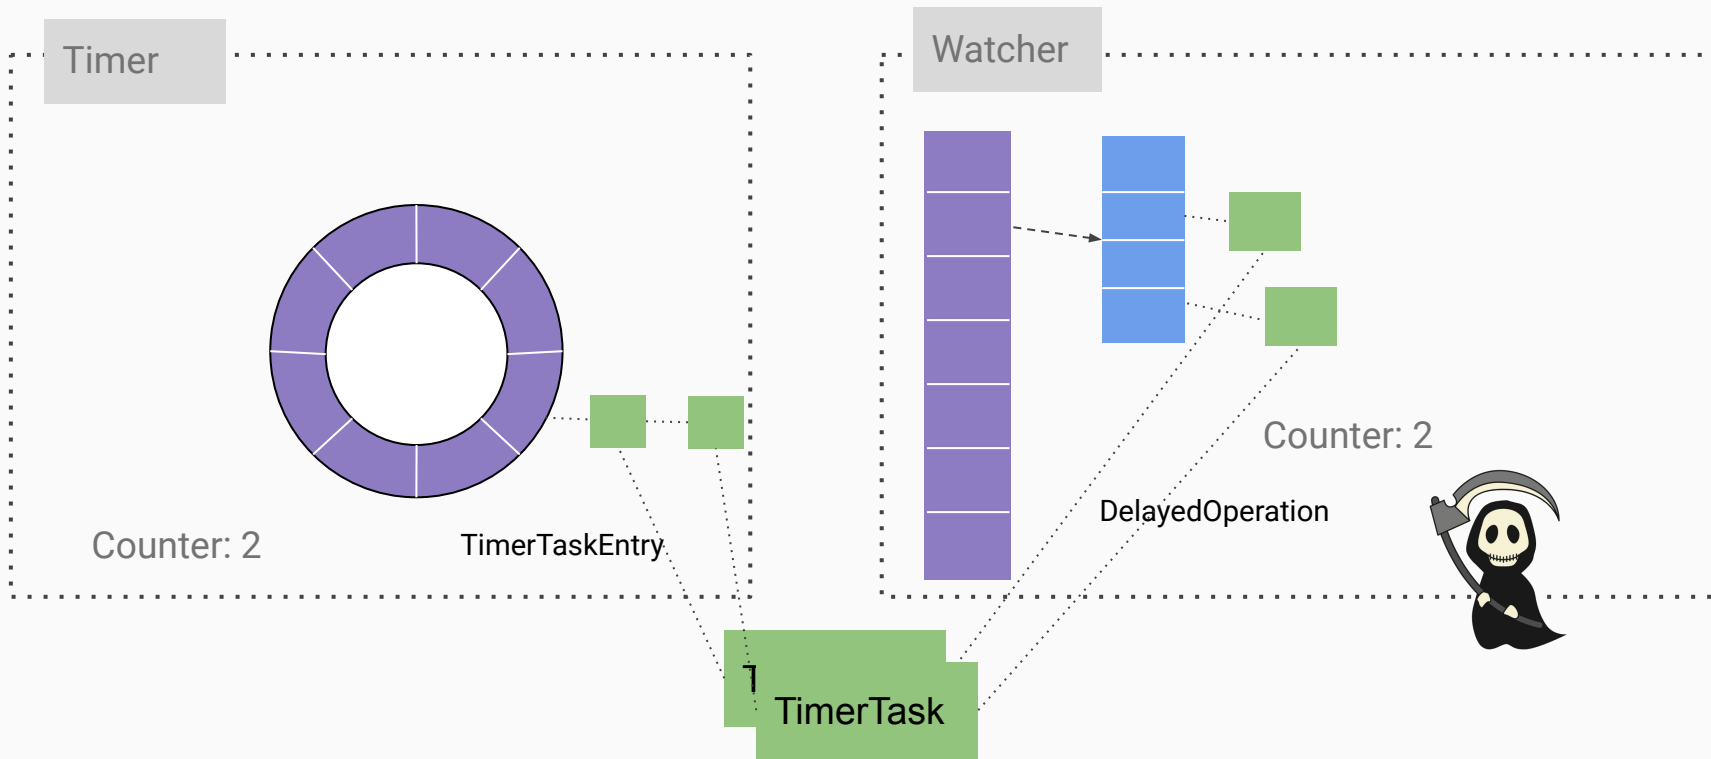 Timer
Watcher
Counter: 2
DelayedOperation
Counter: 2
TimerTaskEntry
T
TimerTask